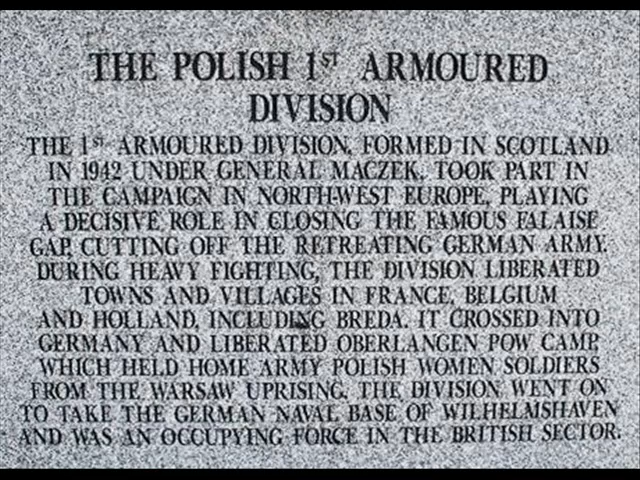 THE POLISH 1ST ARMOURED
DIVISION
THE 1ST ARMOURED DIVISION, FORMED IN SCOTLAND
IN 1942 UNDER GENERAL MACZEK, TOOK PART IN
THE CAMPAIGN IN NORTH-WEST EUROPE, PLAYING
A DECISIVE ROLE IN CLOSING THE FAMOUS FALAISE
GAP, CUTTING OFF THE RETREATING GERMAN ARMY.
DURING HEAVY FIGHTING, THE DIVISION LIBERATED
TOWNS AND VILLAGES IN FRANCE, BELGIUM
AND HOLLAND, INCLUDING BREDA. IT CROSSED INTO
GERMANY AND LIBERATED OBERLANGEN POW CAMP,
WHICH HELD HOME ARMY POLISH WOMEN SOLDIERS
FROM THE WARSAW UPRISING. THE DIVISION WENT ON
TO TAKE THE GERMAN NAVAL BASE OF WILHELMSHAVEN
AND WAS AN OCCUPYING FORCE IN THE BRITISH SECTOR.